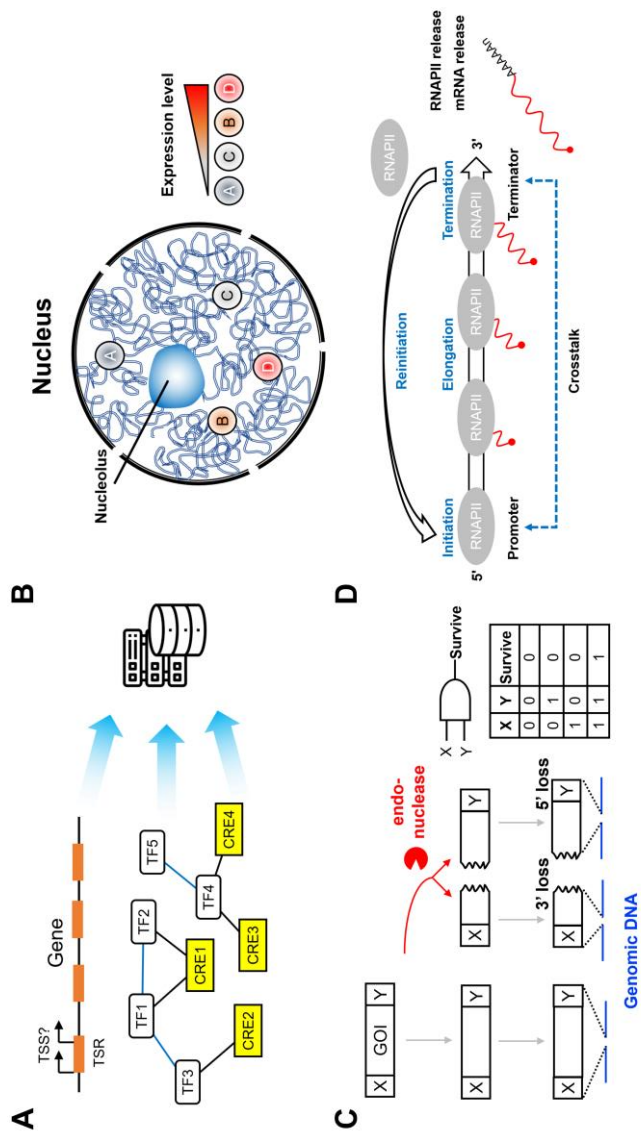 A
TSS?
Gene
TSR
TF1
TF2
TF3
TF4
TF5
CRE1
CRE2
CRE3
CRE4
B
Nucleus
Nucleolus
A
B
C
D
Expression level
A
C
B
D
C
X GOI Y
endo-
nuclease
X Y
X
Y
3' loss
5' loss
X Y
X
Y
Genomic DNA
X
Y
Survive
X Y Survive
0 0 0
0 1 0
1 0 0
1 1 1
D
RNAPII
Reinitiation
RNAPII release
mRNA release
Initiation
Elongation
Termination
5'
RNAPII
RNAPII
RNAPII
RNAPII
3'
AAAAAn
Promoter
Terminator
Crosstalk